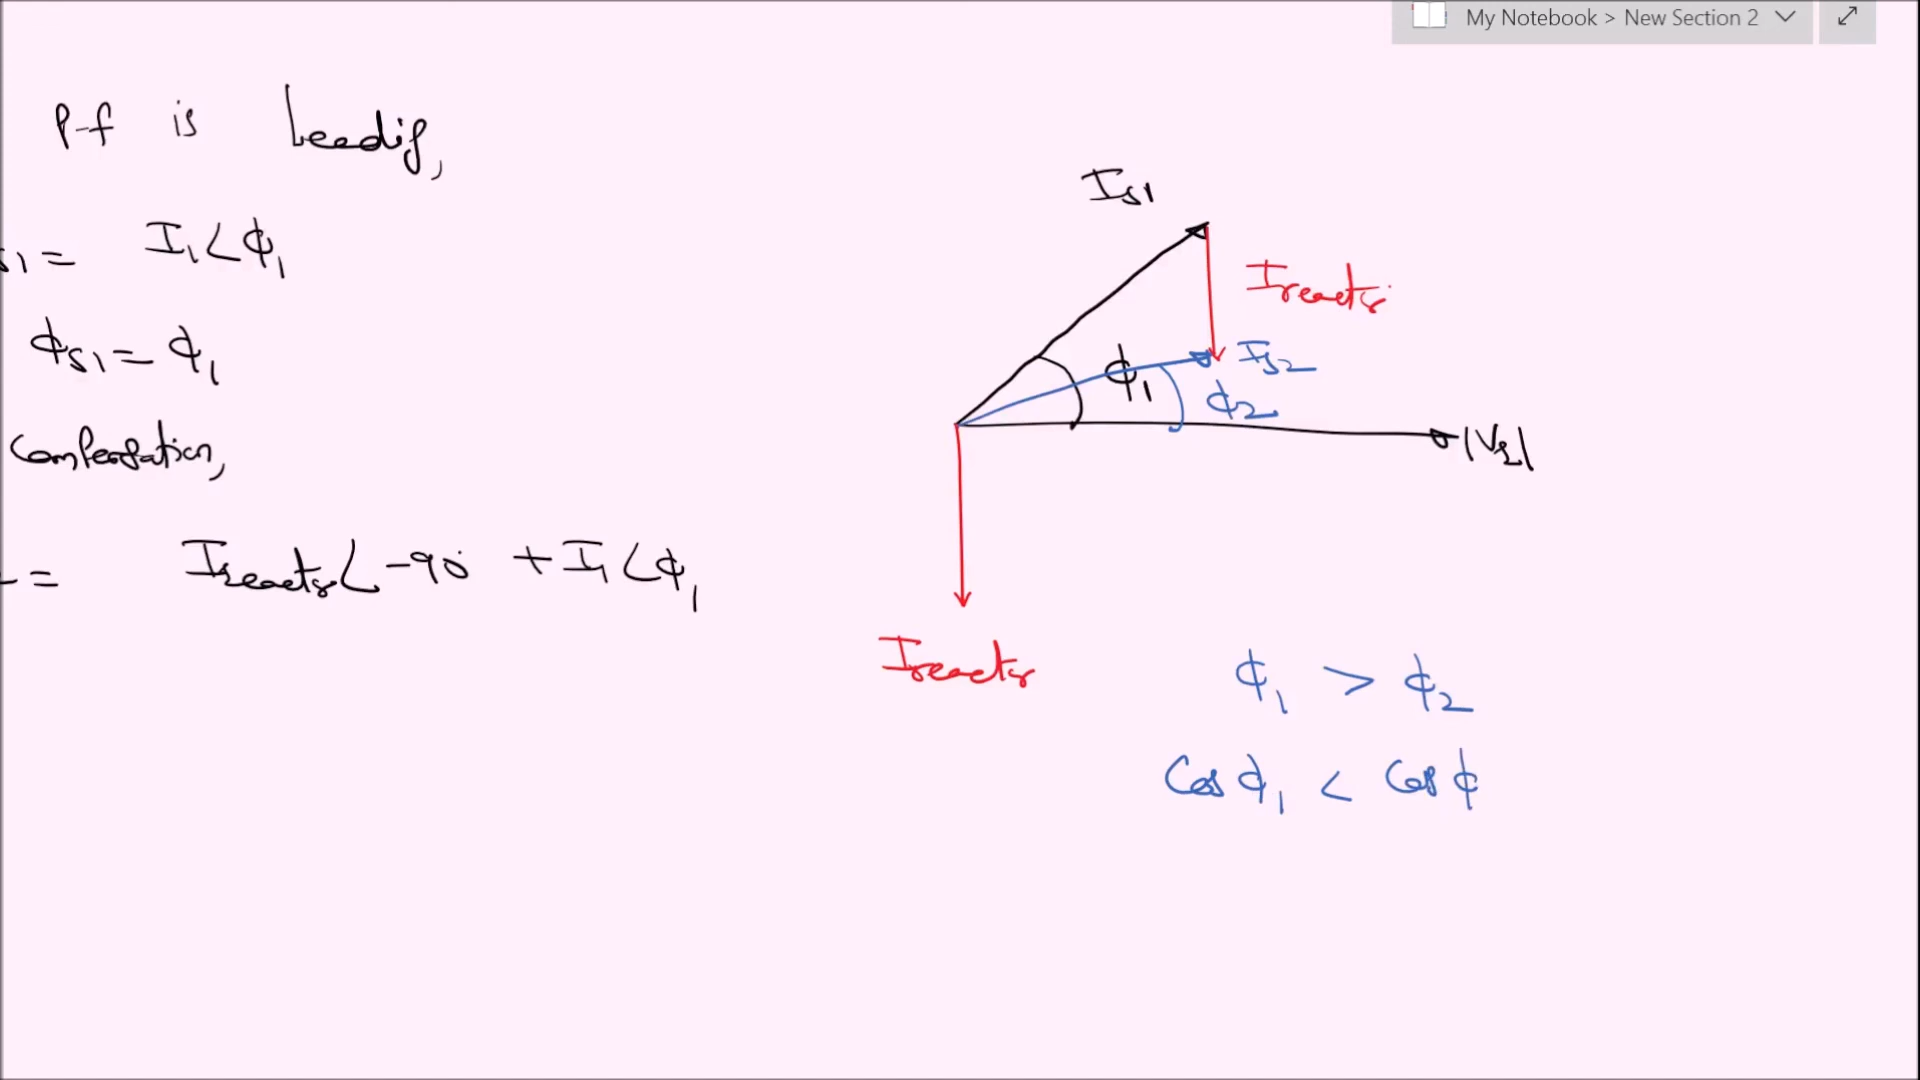 My Notebook > New Section 2
P-f is leading,
S1 = I1∠ϕ1
ϕS1 = ϕ1
Compensation,
= Ireactor∠-90° + I1∠ϕ1
IS1
Ireactor
IS2
ϕ1
ϕ2
Ireactor
ϕ1 > ϕ2
Cos ϕ1 < Cos ϕ